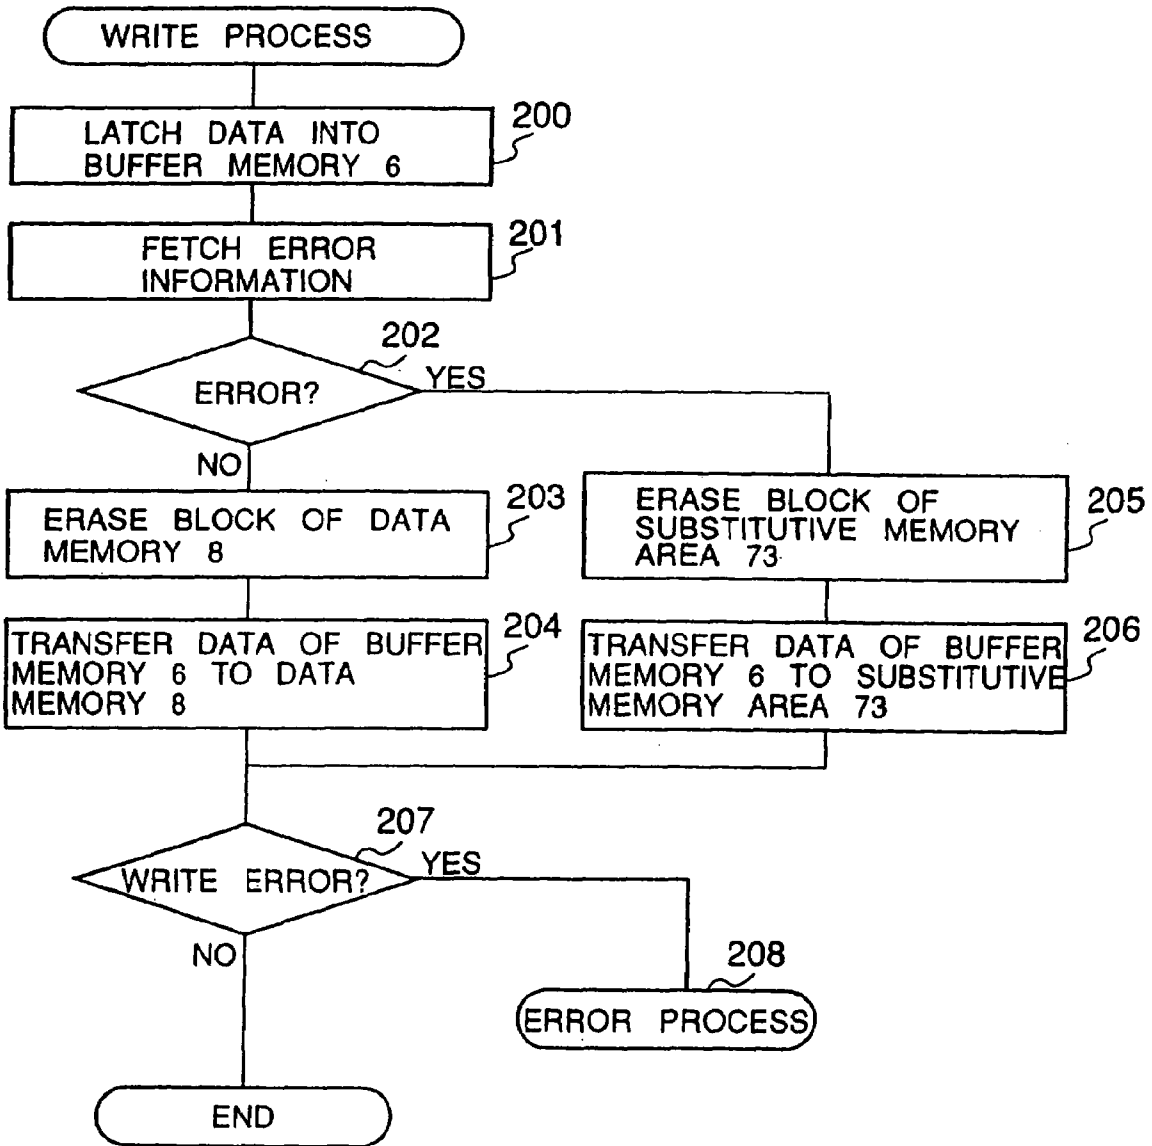 WRITE PROCESS
LATCH DATA INTO
BUFFER MEMORY 6
200
FETCH ERROR
INFORMATION
201
202
ERROR?
YES
NO
ERASE BLOCK OF DATA
MEMORY 8
203
ERASE BLOCK OF
SUBSTITUTIVE MEMORY
AREA 73
205
TRANSFER DATA OF BUFFER
MEMORY 6 TO DATA
MEMORY 8
204
TRANSFER DATA OF BUFFER
MEMORY 6 TO SUBSTITUTIVE
MEMORY AREA 73
206
207
WRITE ERROR?
YES
NO
208
ERROR PROCESS
END